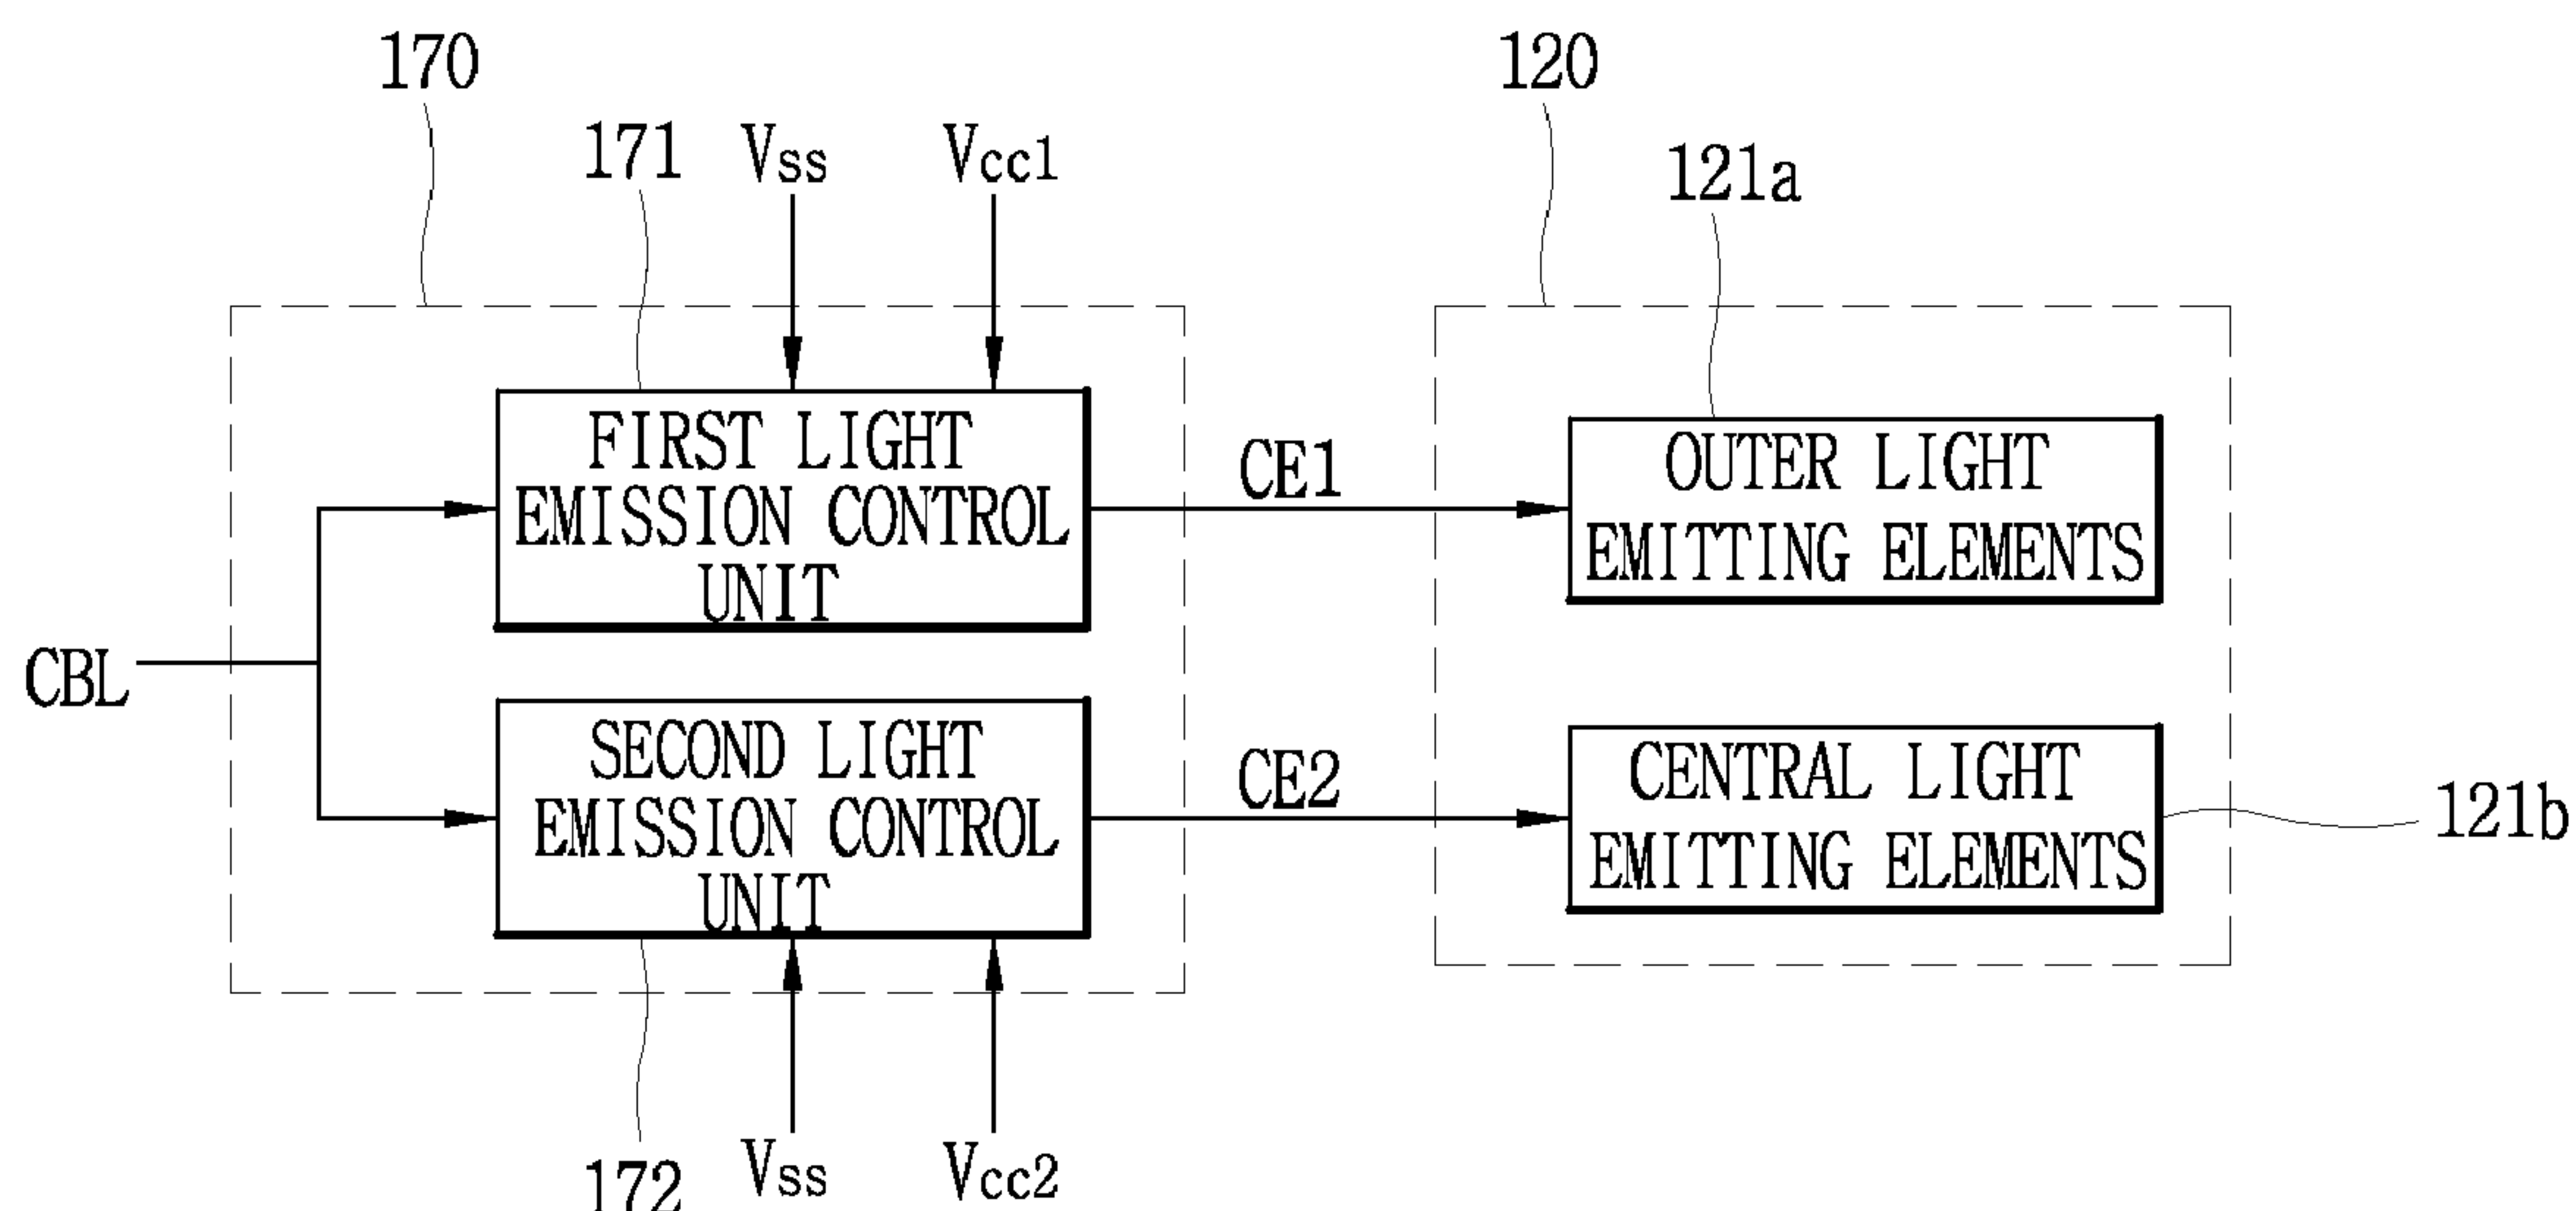 170
120
171
Vss
Vcc1
121a
FIRST LIGHT
EMISSION CONTROL
UNIT
CE1
OUTER LIGHT
EMITTING ELEMENTS
CBL
SECOND LIGHT
EMISSION CONTROL
UNIT
CE2
CENTRAL LIGHT
EMITTING ELEMENTS
121b
172
Vss
Vcc2